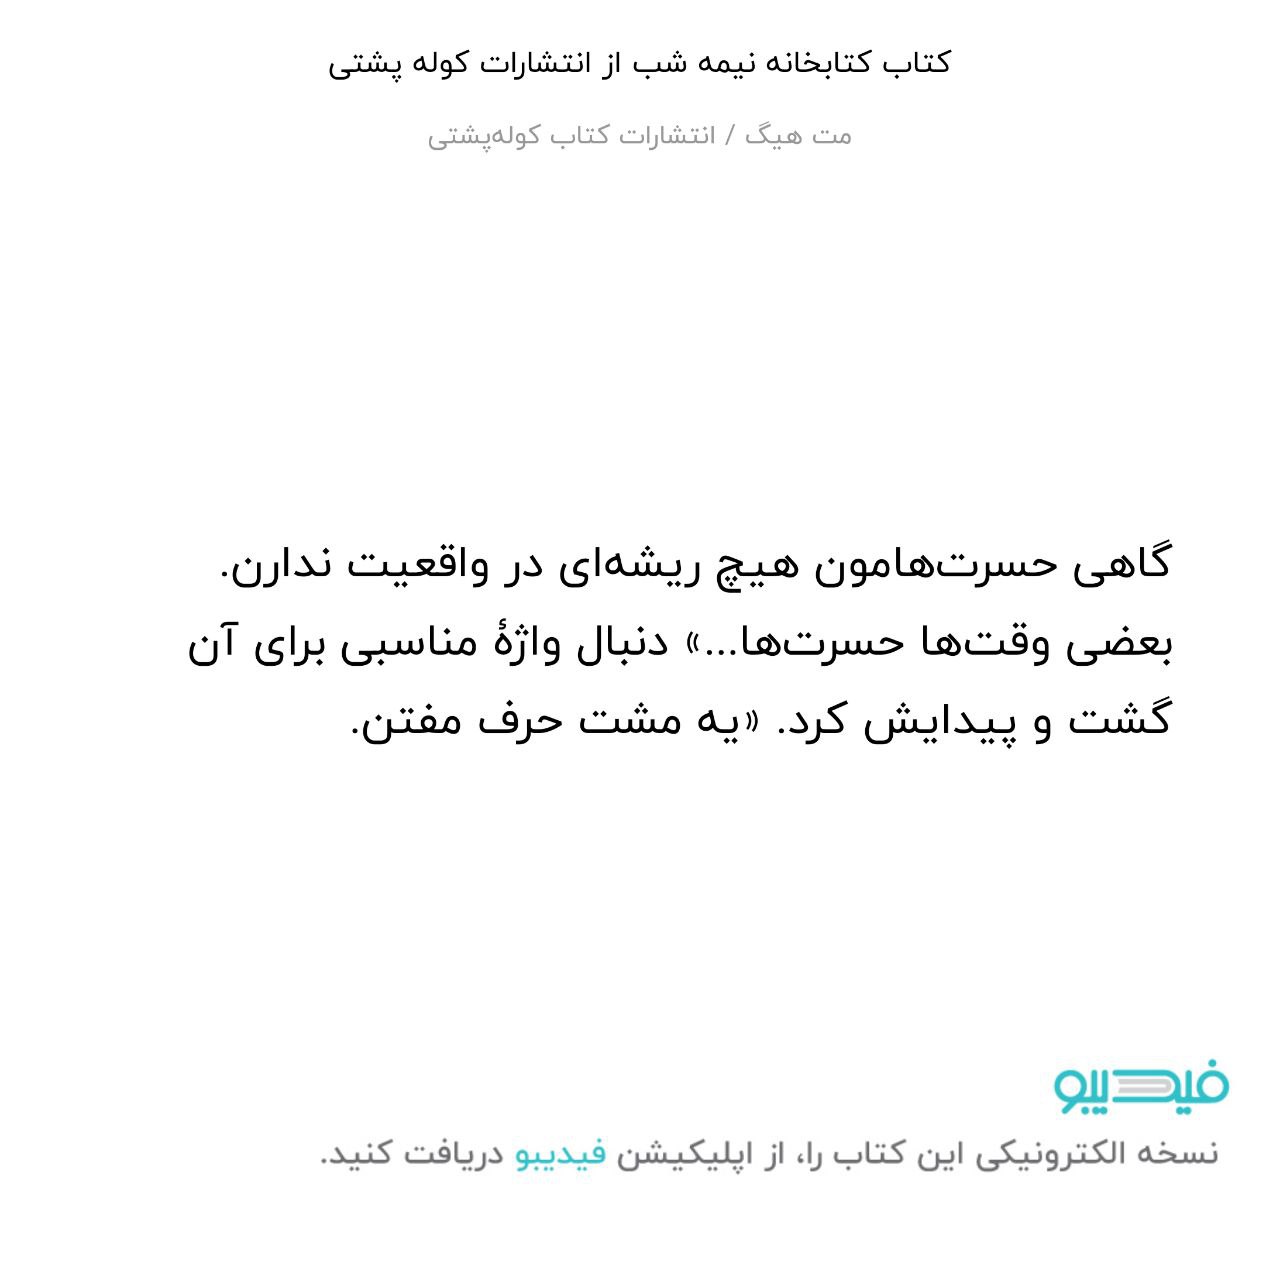 کتاب کتابخانه نیمه شب از انتشارات کوله پشتی
مت هیگ / انتشارات کتاب کوله‌پشتی
گاهی حسرت‌هامون هیچ ریشه‌ای در واقعیت ندارن.
بعضی وقت‌ها حسرت‌ها...» دنبال واژهٔ مناسبی برای آن
گشت و پیدایش کرد. «یه مشت حرف مفتن.
فیدیبو
نسخه الکترونیکی این کتاب را، از اپلیکیشن فیدیبو دریافت کنید.